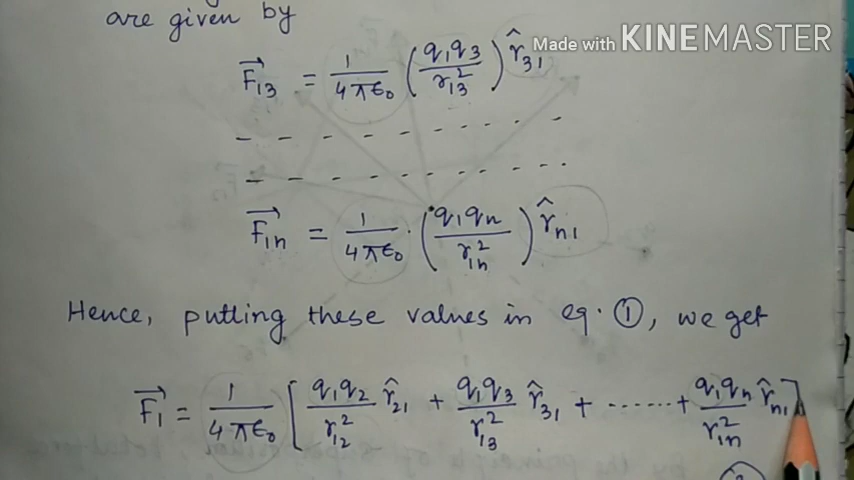 are given by
Made with KINEMASTER
F⃗₁₃ = 1/4πε₀ (q₁q₃/r₁₃²) r̂₃₁
- - - - - - - - - -
- - - - - - - - - -
F⃗₁ₙ = 1/4πε₀ · (q₁qₙ/r₁ₙ²) r̂ₙ₁
Hence, putting these values in eq. ①, we get
F⃗₁ = 1/4πε₀ [q₁q₂/r₁₂² r̂₂₁ + q₁q₃/r₁₃² r̂₃₁ + ...... + q₁qₙ/r₁ₙ² r̂ₙ₁]